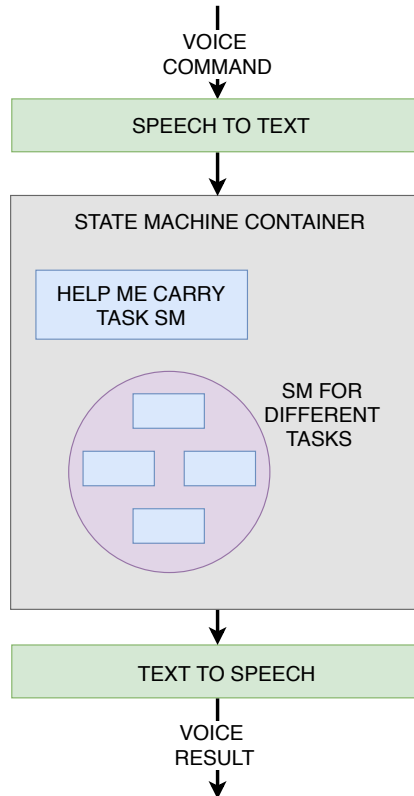 VOICE
COMMAND
SPEECH TO TEXT
STATE MACHINE CONTAINER
HELP ME CARRY
TASK SM
SM FOR
DIFFERENT
TASKS
TEXT TO SPEECH
VOICE
RESULT